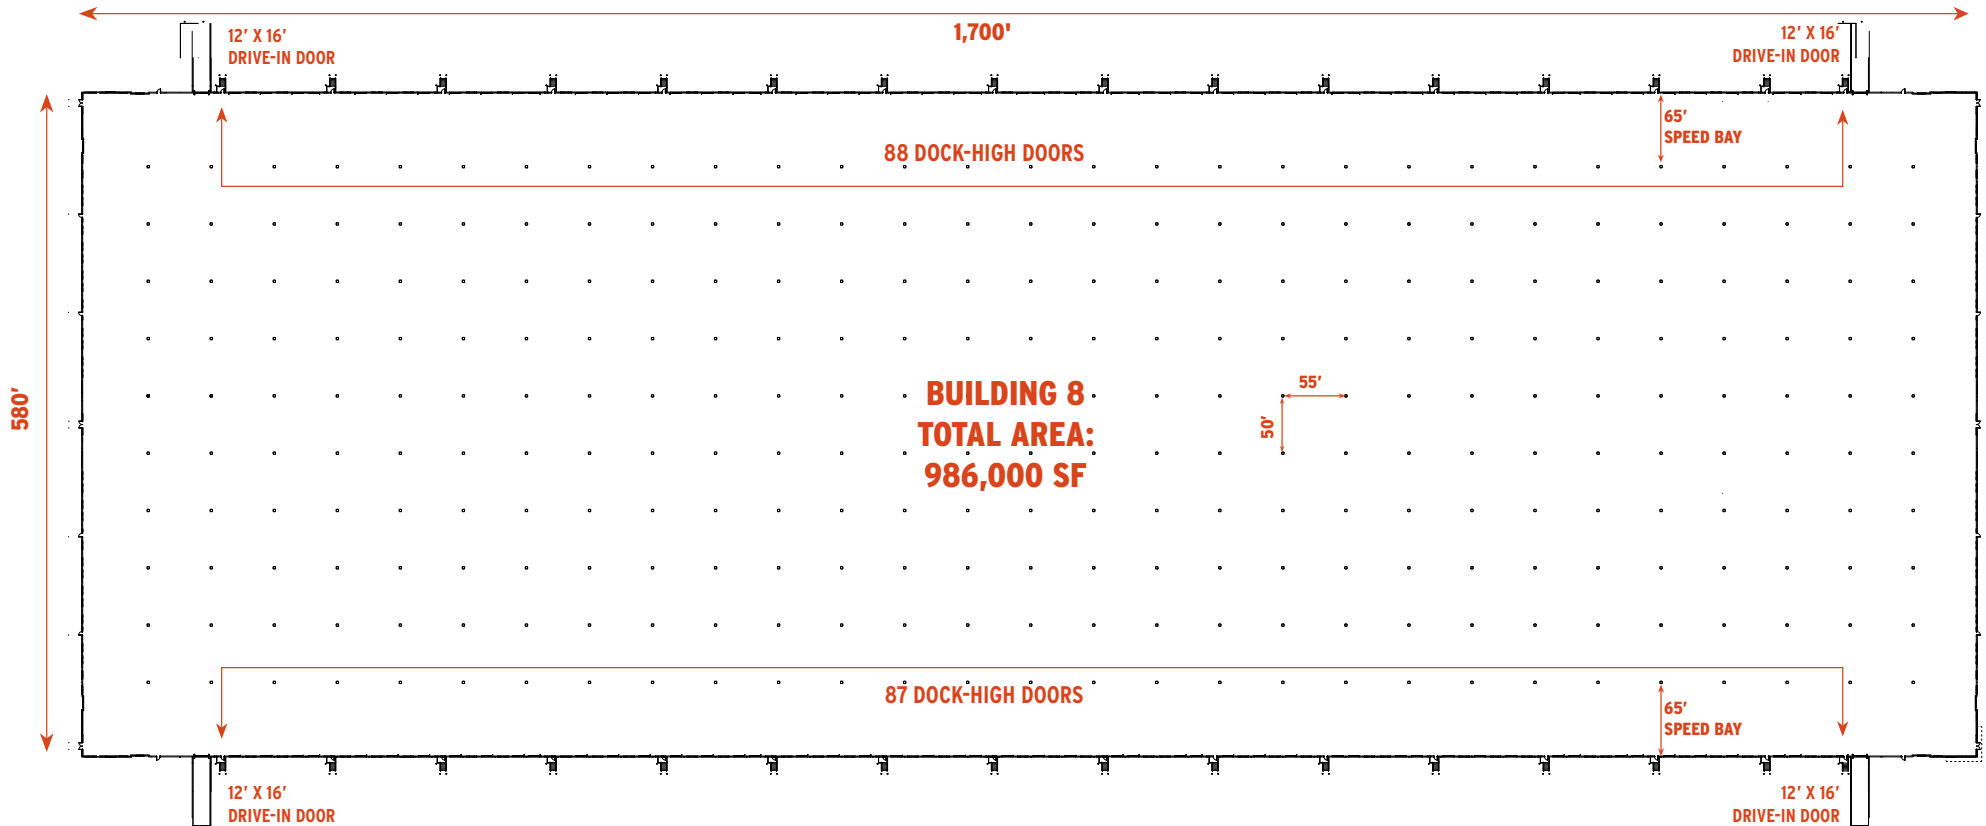 1,700'
12' X 16'
DRIVE-IN DOOR
12' X 16'
DRIVE-IN DOOR
65'
SPEED BAY
88 DOCK-HIGH DOORS
580'
BUILDING 8
TOTAL AREA:
986,000 SF
55'
50'
87 DOCK-HIGH DOORS
65'
SPEED BAY
12' X 16'
DRIVE-IN DOOR
12' X 16'
DRIVE-IN DOOR